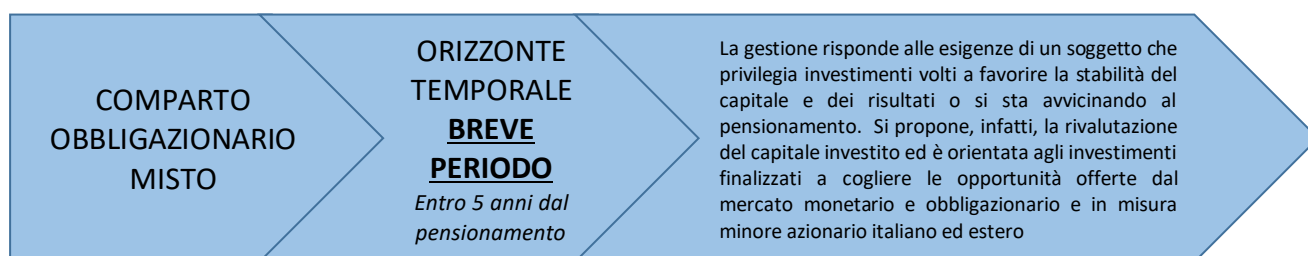 COMPARTO
OBBLIGAZIONARIO
MISTO
ORIZZONTE
TEMPORALE
BREVE
PERIODO
Entro 5 anni dal
pensionamento
La gestione risponde alle esigenze di un soggetto che
privilegia investimenti volti a favorire la stabilità del
capitale e dei risultati o si sta avvicinando al
pensionamento. Si propone, infatti, la rivalutazione
del capitale investito ed è orientata agli investimenti
finalizzati a cogliere le opportunità offerte dal
mercato monetario e obbligazionario e in misura
minore azionario italiano ed estero